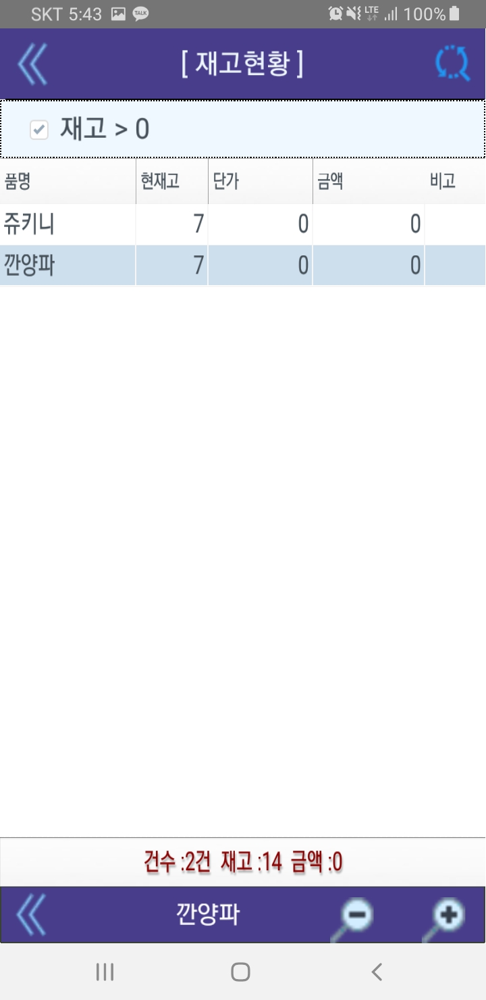 SKT 5:43 TALK LTE 100%
[ 재고현황 ]
재고 > 0
품명 현재고 단가 금액 비고
쥬키니 7 0 0
깐양파 7 0 0
건수 :2건 재고 :14 금액 :0
깐양파